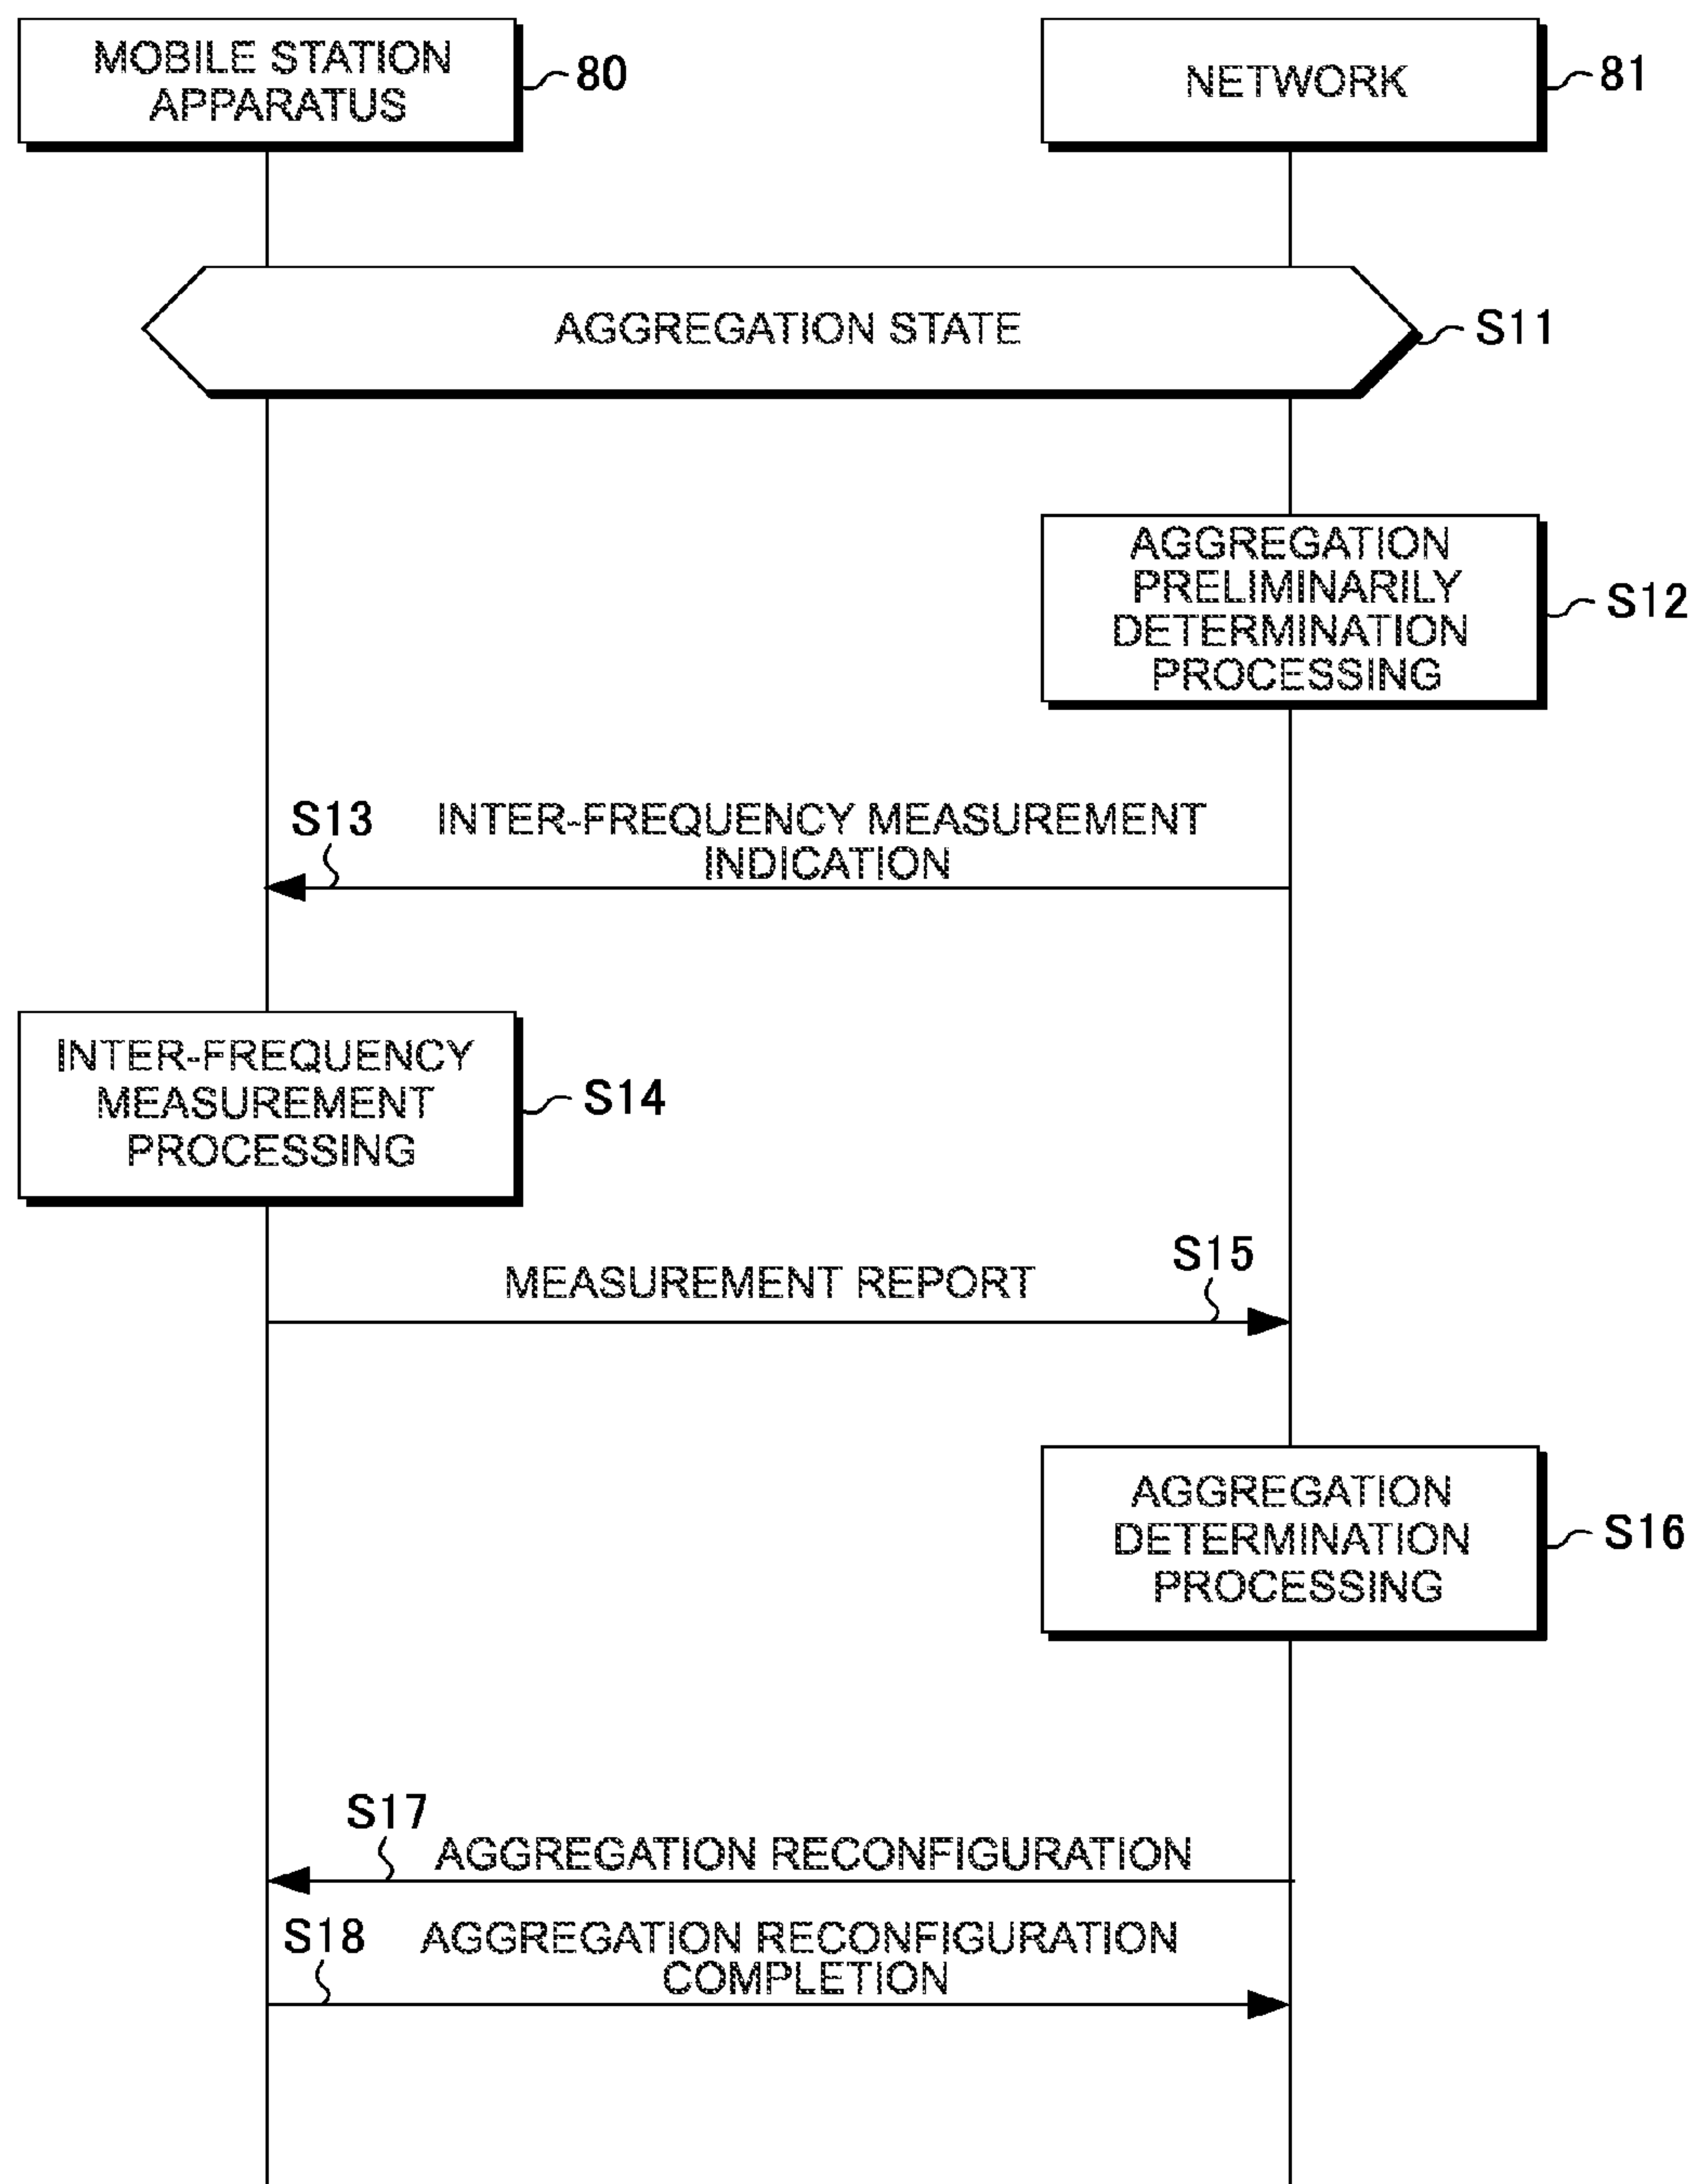 MOBILE STATION
APPARATUS
80
NETWORK
81
AGGREGATION STATE
S11
AGGREGATION
PRELIMINARILY
DETERMINATION
PROCESSING
S12
S13
INTER-FREQUENCY MEASUREMENT
INDICATION
INTER-FREQUENCY
MEASUREMENT
PROCESSING
S14
S15
MEASUREMENT REPORT
AGGREGATION
DETERMINATION
PROCESSING
S16
S17
AGGREGATION RECONFIGURATION
S18
AGGREGATION RECONFIGURATION
COMPLETION